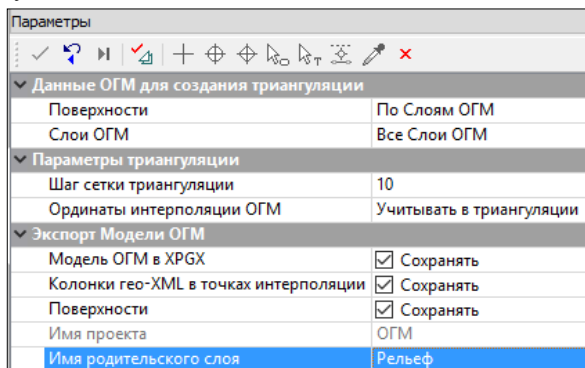 Параметры
Данные ОГМ для создания триангуляции
Поверхности По Слоям ОГМ
Слои ОГМ Все Слои ОГМ
Параметры триангуляции
Шаг сетки триангуляции 10
Ординаты интерполяции ОГМ Учитывать в триангуляции
Экспорт Модели ОГМ
Модель ОГМ в XPGX Сохранять
Колонки гео-XML в точках интерполяции Сохранять
Поверхности Сохранять
Имя проекта ОГМ
Имя родительского слоя Рельеф